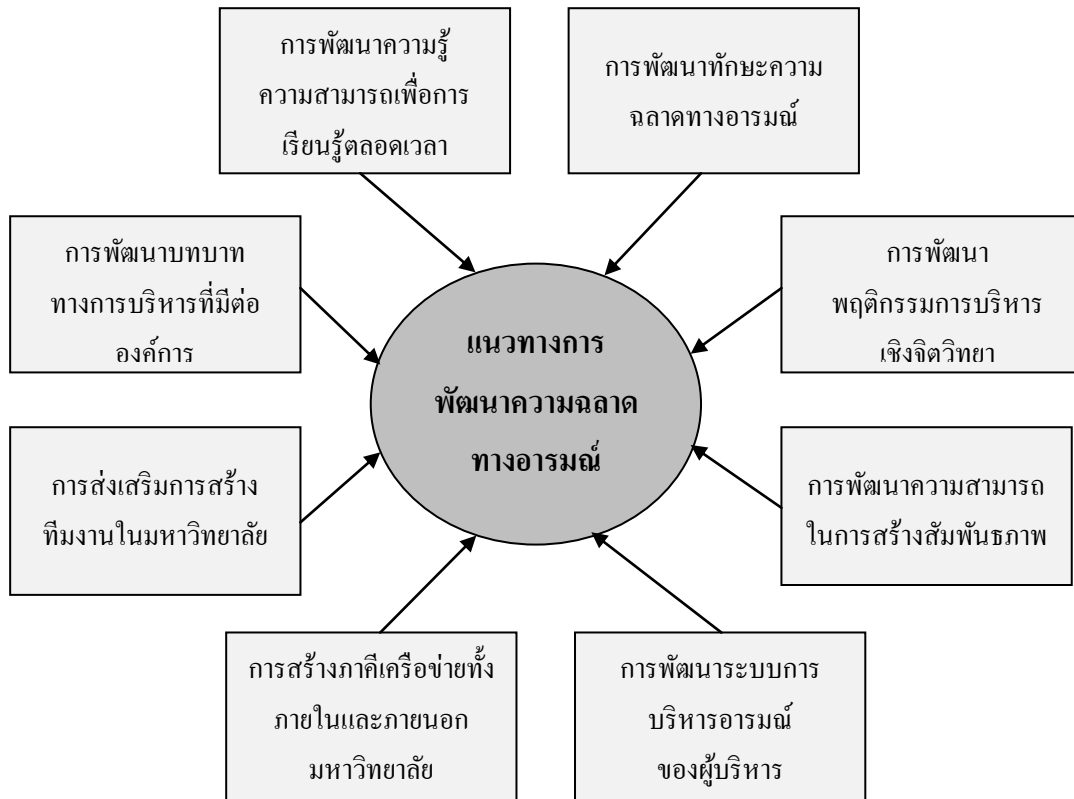 การพัฒนาความรู้
ความสามารถเพื่อการ
เรียนรู้ตลอดเวลา
การพัฒนาทักษะความ
ฉลาดทางอารมณ์
การพัฒนาบทบาท
ทางการบริหารที่มีต่อ
องค์การ
แนวทางการ
พัฒนาความฉลาด
ทางอารมณ์
การพัฒนา
พฤติกรรมการบริหาร
เชิงจิตวิทยา
การส่งเสริมการสร้าง
ทีมงานในมหาวิทยาลัย
การพัฒนาความสามารถ
ในการสร้างสัมพันธภาพ
การสร้างภาคีเครือข่ายทั้ง
ภายในและภายนอก
มหาวิทยาลัย
การพัฒนาระบบการ
บริหารอารมณ์
ของผู้บริหาร